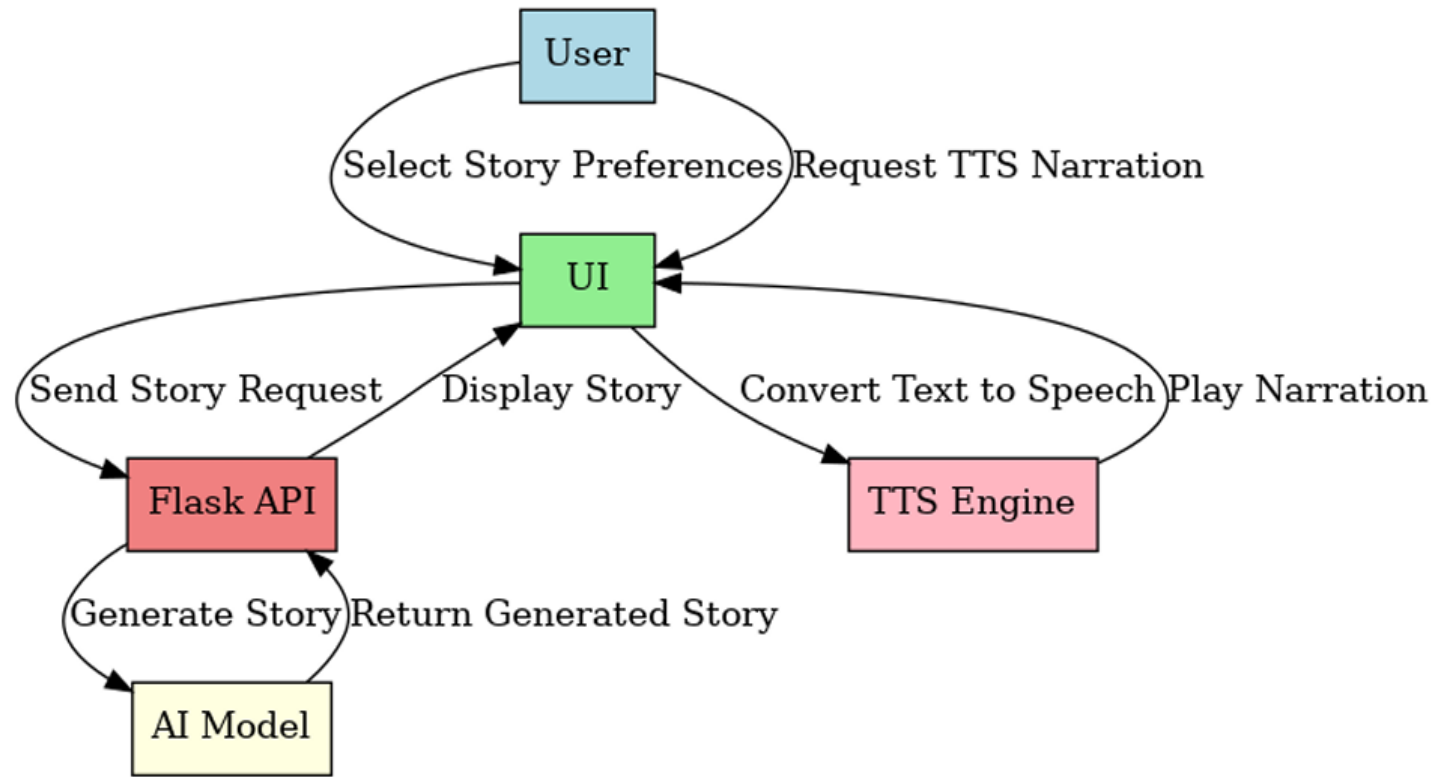 User
Select Story Preferences
Request TTS Narration
UI
Send Story Request
Display Story
Convert Text to Speech
Play Narration
Flask API
TTS Engine
Generate Story
Return Generated Story
AI Model